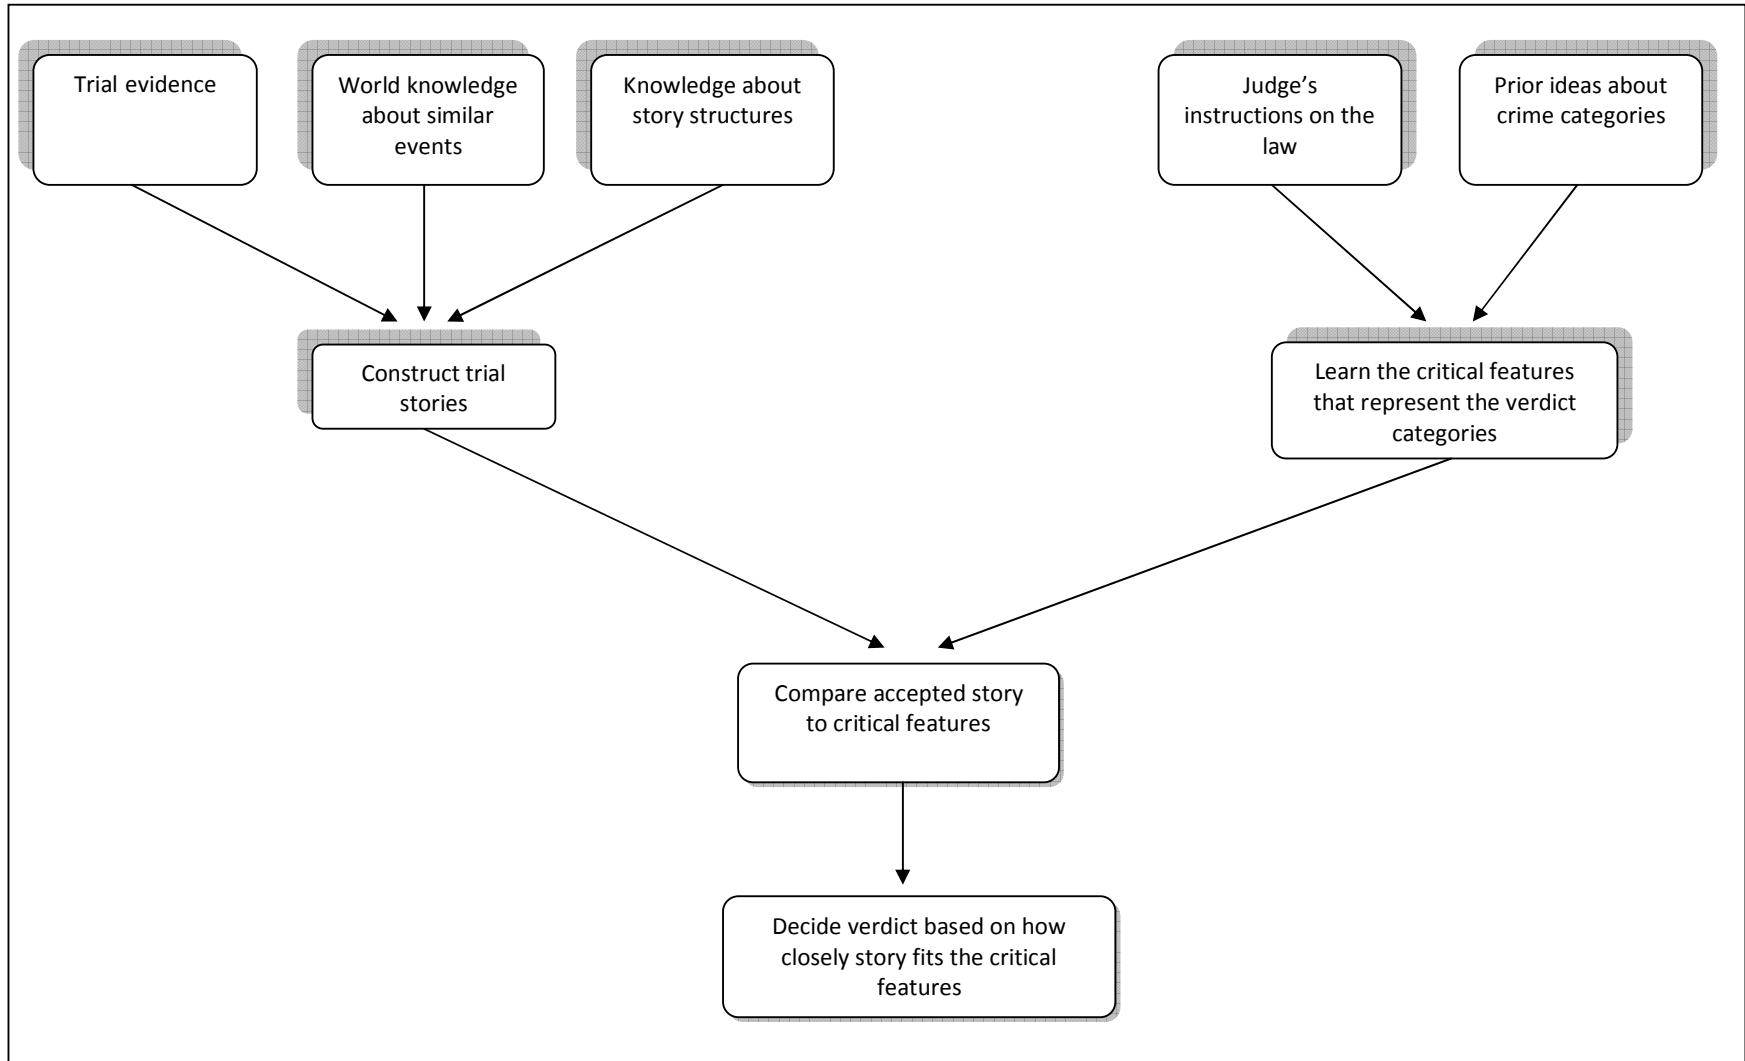 Trial evidence
World knowledge
about similar
events
Knowledge about
story structures
Judge’s
instructions on the
law
Prior ideas about
crime categories
Construct trial
stories
Learn the critical features
that represent the verdict
categories
Compare accepted story
to critical features
Decide verdict based on how
closely story fits the critical
features